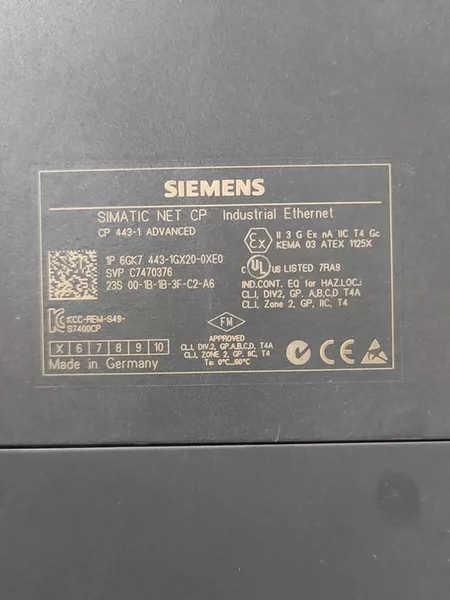 SIEMENS
SIMATIC NET CP Industrial Ethernet
CP 443-1 ADVANCED
1P 6GK7 443-1GX20-0XE0
SVP C7470376
23S 00-1B-1B-3F-C2-A6
Ex
II 3 G Ex nA IIC T4 Gc
KEMA 03 ATEX 1125X
UL
US LISTED 7RA9
IND.CONT. EQ for HAZ.LOC.:
CL.I, DIV.2, GP. A,B,C,D T4A
CL.I, Zone 2, GP. IIC, T4
KCC-REM-S49-
S7400CP
X 6 7 8 9 10
Made in Germany
FM
APPROVED
CL.I, DIV.2, GP.A,B,C,D, T4A
CL.I, ZONE 2, GP. IIC, T4
Ta: 0°C...60°C
CE